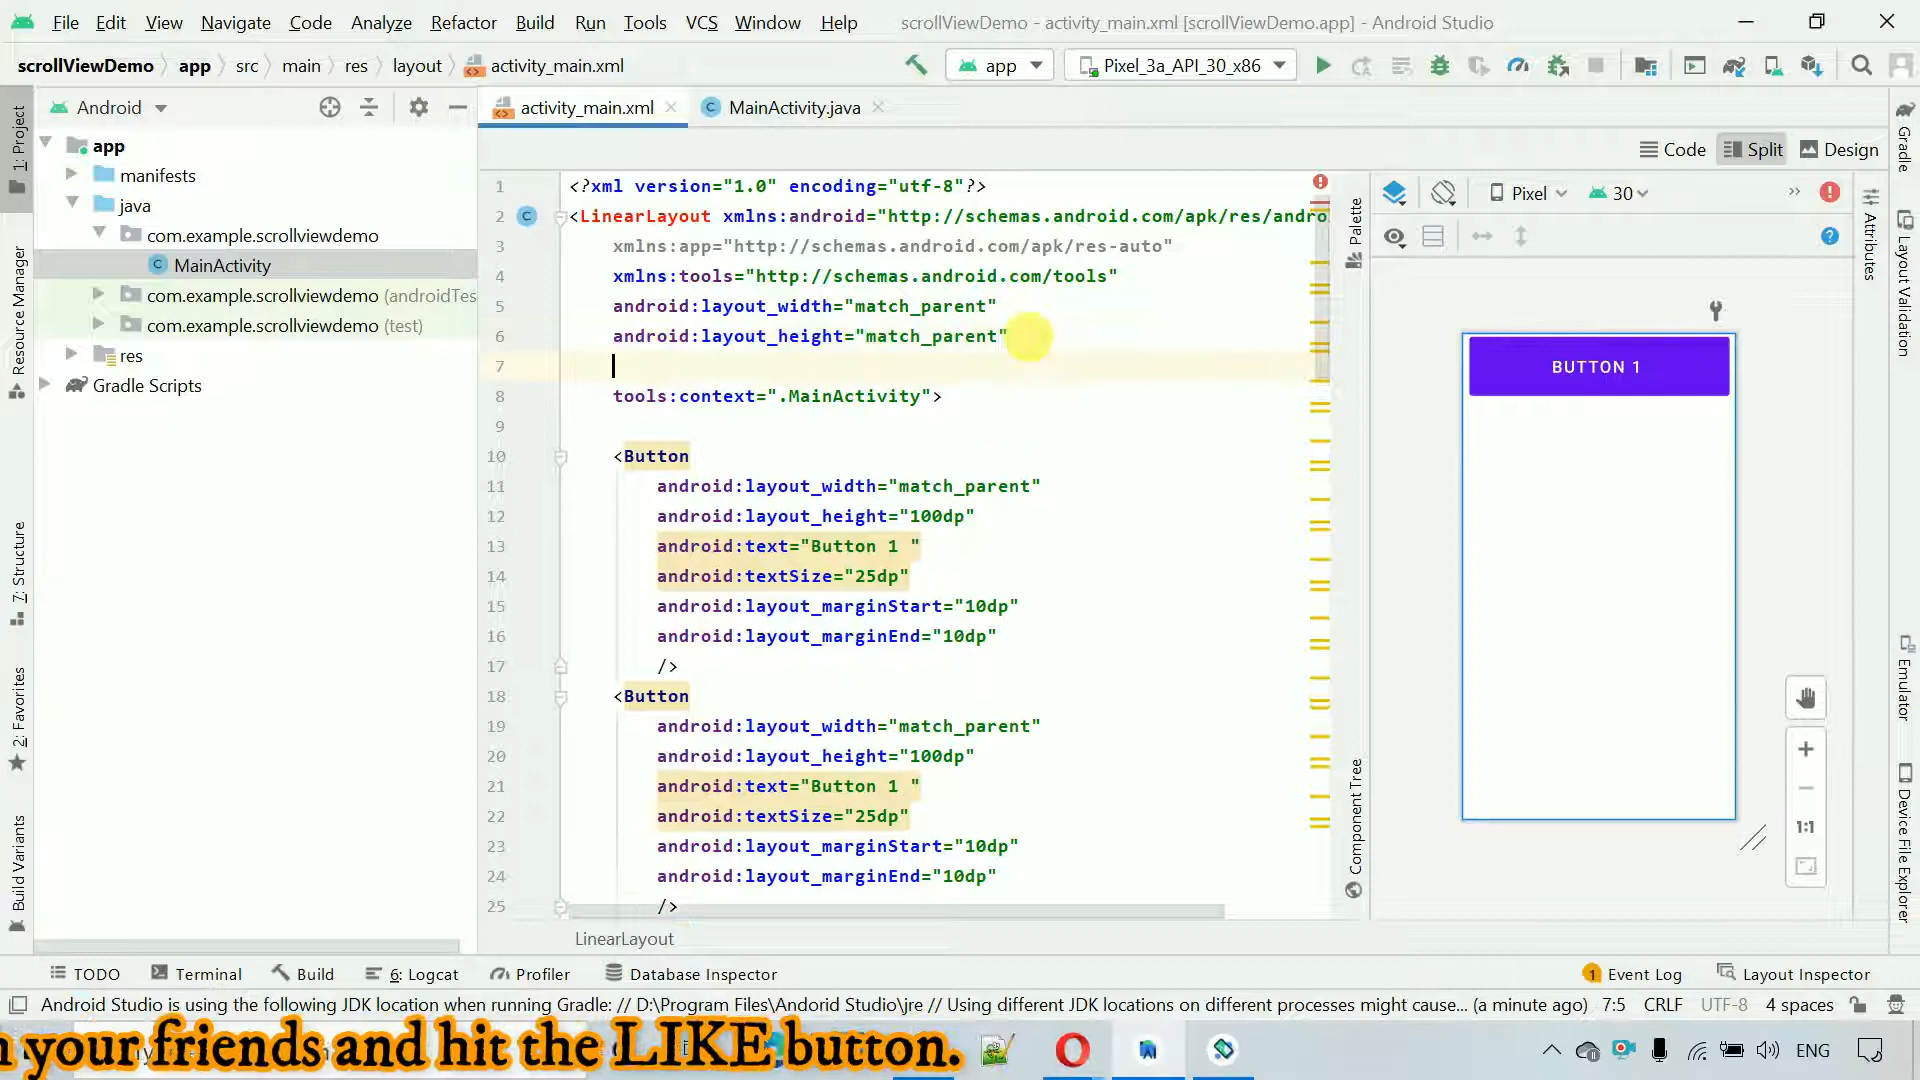 File Edit View Navigate Code Analyze Refactor Build Run Tools VCS Window Help scrollViewDemo - activity_main.xml [scrollViewDemo.app] - Android Studio
scrollViewDemo app src main res layout activity_main.xml app Pixel_3a_API_30_x86
Android activity_main.xml MainActivity.java
app
manifests
java
com.example.scrollviewdemo
MainActivity
com.example.scrollviewdemo (androidTes
com.example.scrollviewdemo (test)
res
Gradle Scripts
1: Project
Resource Manager
7: Structure
2: Favorites
Build Variants
Code Split Design
1 <?xml version="1.0" encoding="utf-8"?>
2 <LinearLayout xmlns:android="http://schemas.android.com/apk/res/andro
3 xmlns:app="http://schemas.android.com/apk/res-auto"
4 xmlns:tools="http://schemas.android.com/tools"
5 android:layout_width="match_parent"
6 android:layout_height="match_parent"
7
8 tools:context=".MainActivity">
9
10 <Button
11 android:layout_width="match_parent"
12 android:layout_height="100dp"
13 android:text="Button 1 "
14 android:textSize="25dp"
15 android:layout_marginStart="10dp"
16 android:layout_marginEnd="10dp"
17 />
18 <Button
19 android:layout_width="match_parent"
20 android:layout_height="100dp"
21 android:text="Button 1 "
22 android:textSize="25dp"
23 android:layout_marginStart="10dp"
24 android:layout_marginEnd="10dp"
25 />
LinearLayout
Palette
Component Tree
Pixel 30
BUTTON 1
1:1
Attributes
Gradle
Layout Validation
Emulator
Device File Explorer
TODO Terminal Build 6: Logcat Profiler Database Inspector 1 Event Log Layout Inspector
Android Studio is using the following JDK location when running Gradle: // D:\Program Files\Andorid Studio\jre // Using different JDK locations on different processes might cause... (a minute ago) 7:5 CRLF UTF-8 4 spaces
your friends and hit the LIKE button.
ENG